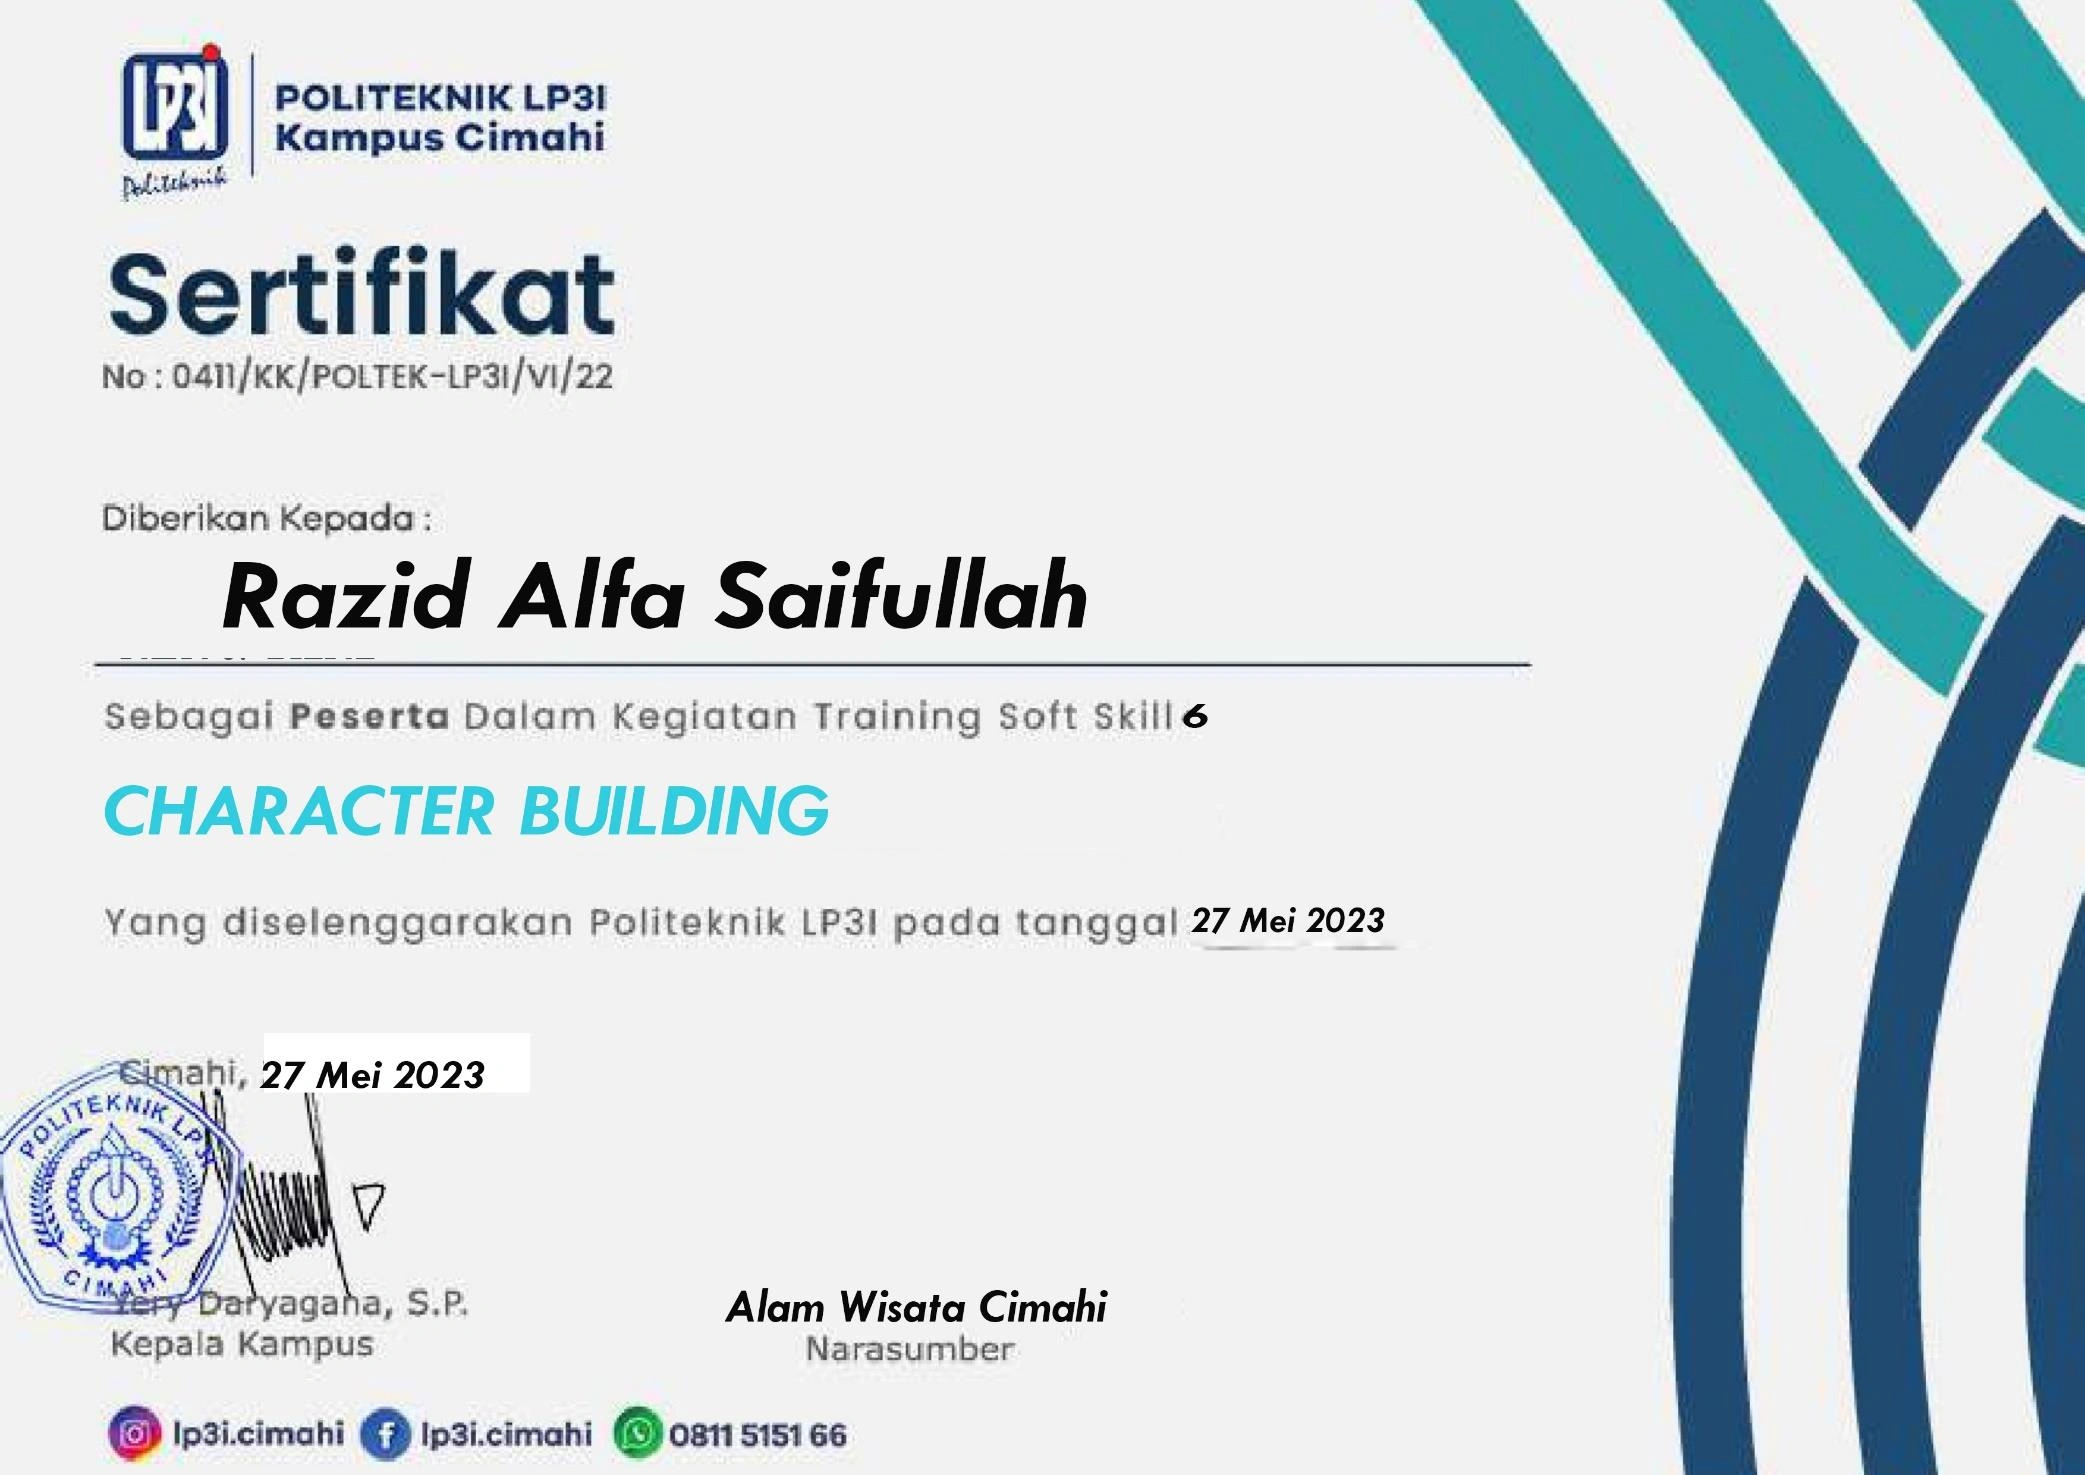 LP3I
Politeknik
POLITEKNIK LP3I
Kampus Cimahi
Sertifikat
No : 0411/KK/POLTEK-LP3I/VI/22
Diberikan Kepada :
Razid Alfa Saifullah
Sebagai Peserta Dalam Kegiatan Training Soft Skill 6
CHARACTER BUILDING
Yang diselenggarakan Politeknik LP3I pada tanggal 27 Mei 2023
Cimahi, 27 Mei 2023
POLITEKNIK LP3I
CIMAHI
Yery Daryagana, S.P.
Kepala Kampus
Alam Wisata Cimahi
Narasumber
lp3i.cimahi lp3i.cimahi 0811 5151 66